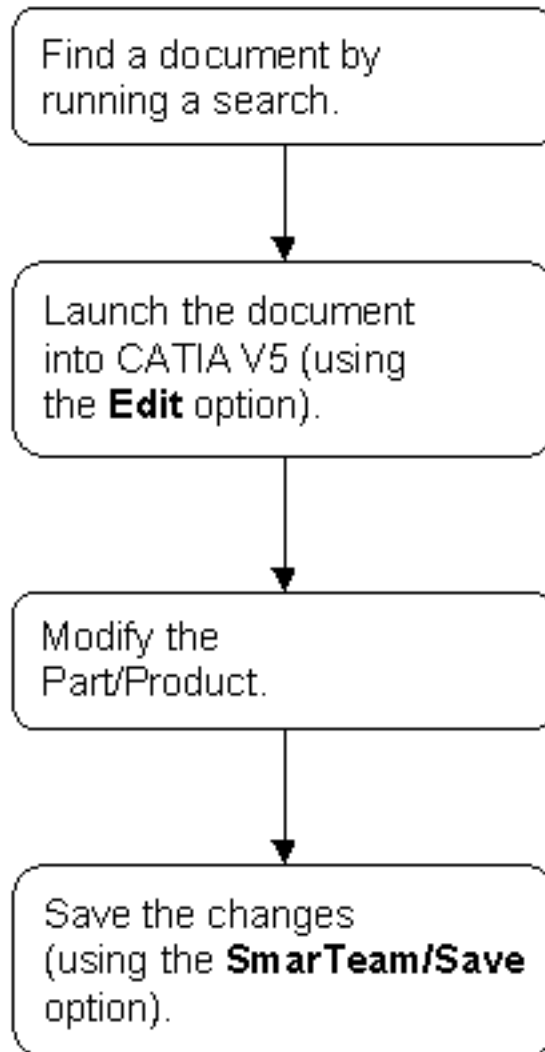 Find a document by
running a search.
Launch the document
into CATIA V5 (using
the Edit option).
Modify the
Part/Product.
Save the changes
(using the SmarTeam/Save
option).